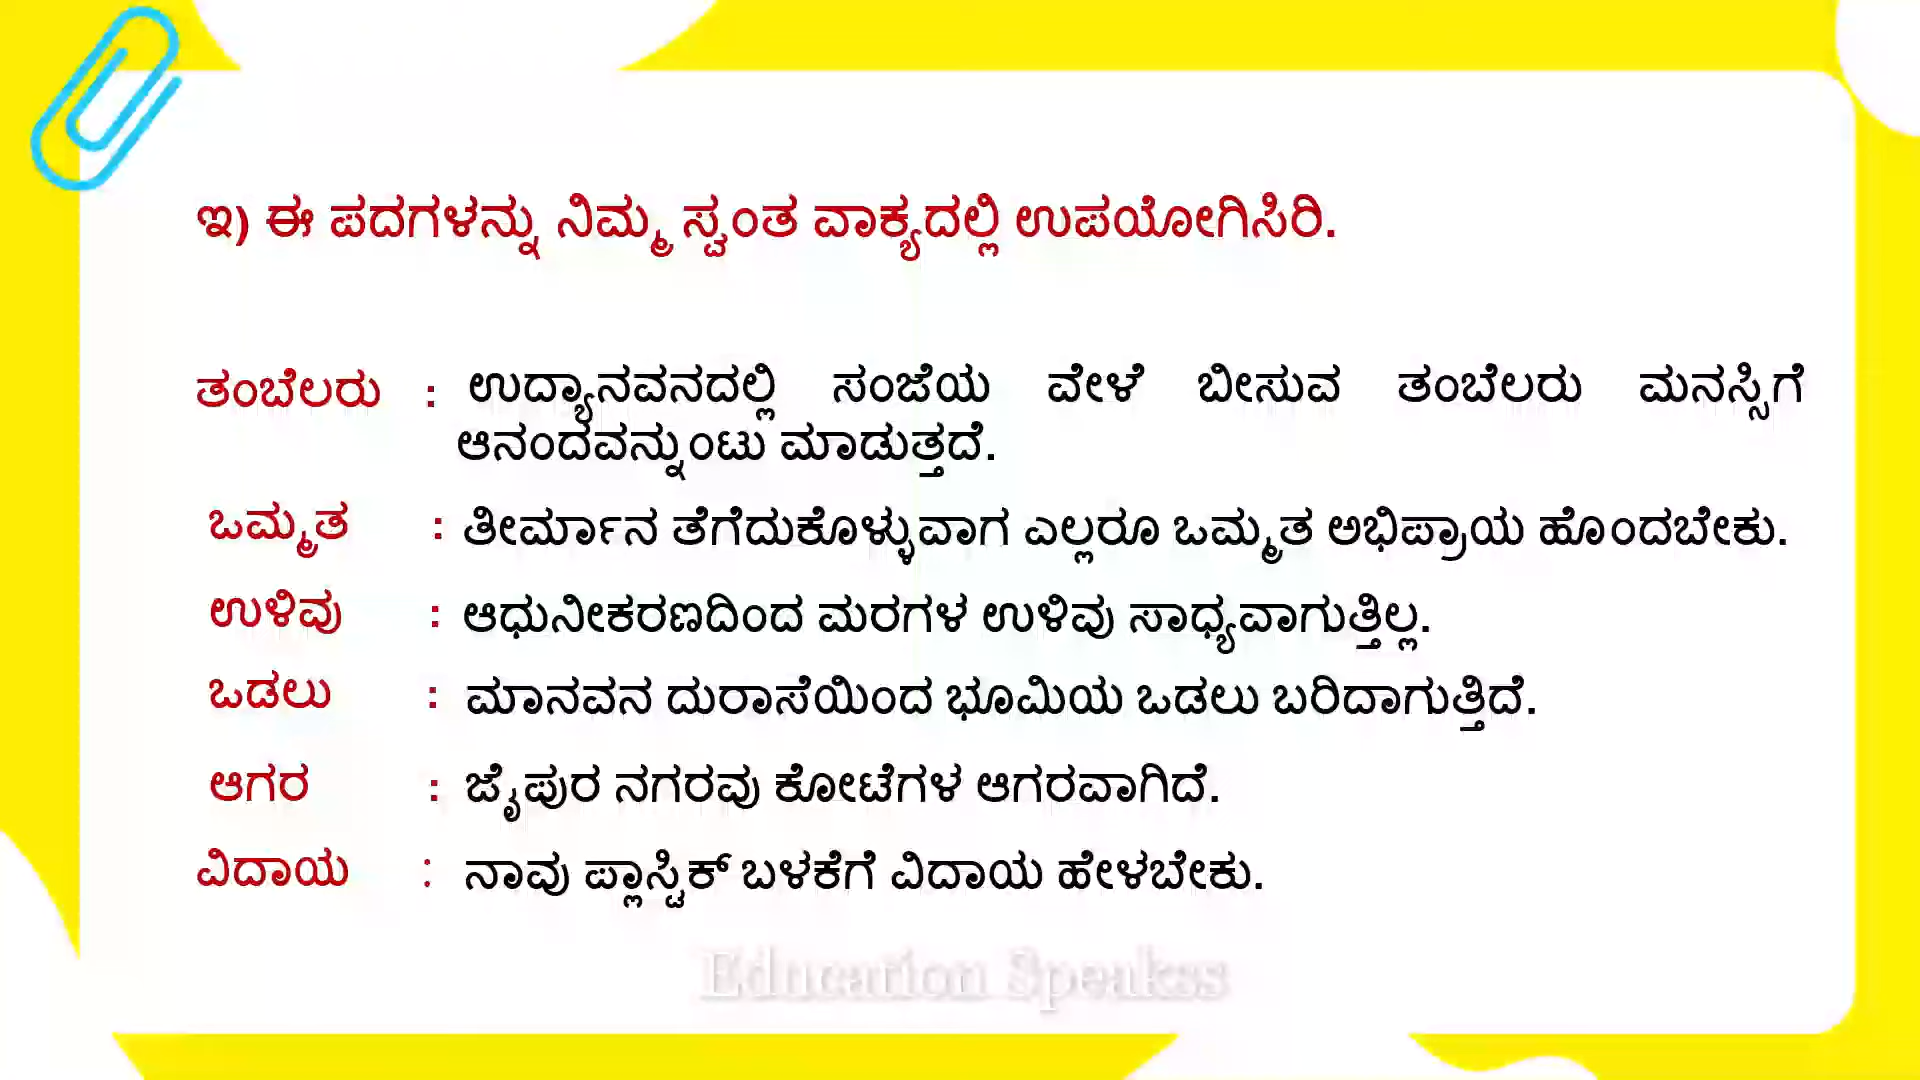 ಇ) ಈ ಪದಗಳನ್ನು ನಿಮ್ಮ ಸ್ವಂತ ವಾಕ್ಯದಲ್ಲಿ ಉಪಯೋಗಿಸಿರಿ.
ತಂಬೆಲರು : ಉದ್ಯಾನವನದಲ್ಲಿ ಸಂಜೆಯ ವೇಳೆ ಬೀಸುವ ತಂಬೆಲರು ಮನಸ್ಸಿಗೆ
ಆನಂದವನ್ನುಂಟು ಮಾಡುತ್ತದೆ.
ಒಮ್ಮತ : ತೀರ್ಮಾನ ತೆಗೆದುಕೊಳ್ಳುವಾಗ ಎಲ್ಲರೂ ಒಮ್ಮತ ಅಭಿಪ್ರಾಯ ಹೊಂದಬೇಕು.
ಉಳಿವು : ಆಧುನೀಕರಣದಿಂದ ಮರಗಳ ಉಳಿವು ಸಾಧ್ಯವಾಗುತ್ತಿಲ್ಲ.
ಒಡಲು : ಮಾನವನ ದುರಾಸೆಯಿಂದ ಭೂಮಿಯ ಒಡಲು ಬರಿದಾಗುತ್ತಿದೆ.
ಆಗರ : ಜೈಪುರ ನಗರವು ಕೋಟೆಗಳ ಆಗರವಾಗಿದೆ.
ವಿದಾಯ : ನಾವು ಪ್ಲಾಸ್ಟಿಕ್ ಬಳಕೆಗೆ ವಿದಾಯ ಹೇಳಬೇಕು.
Education Speakss